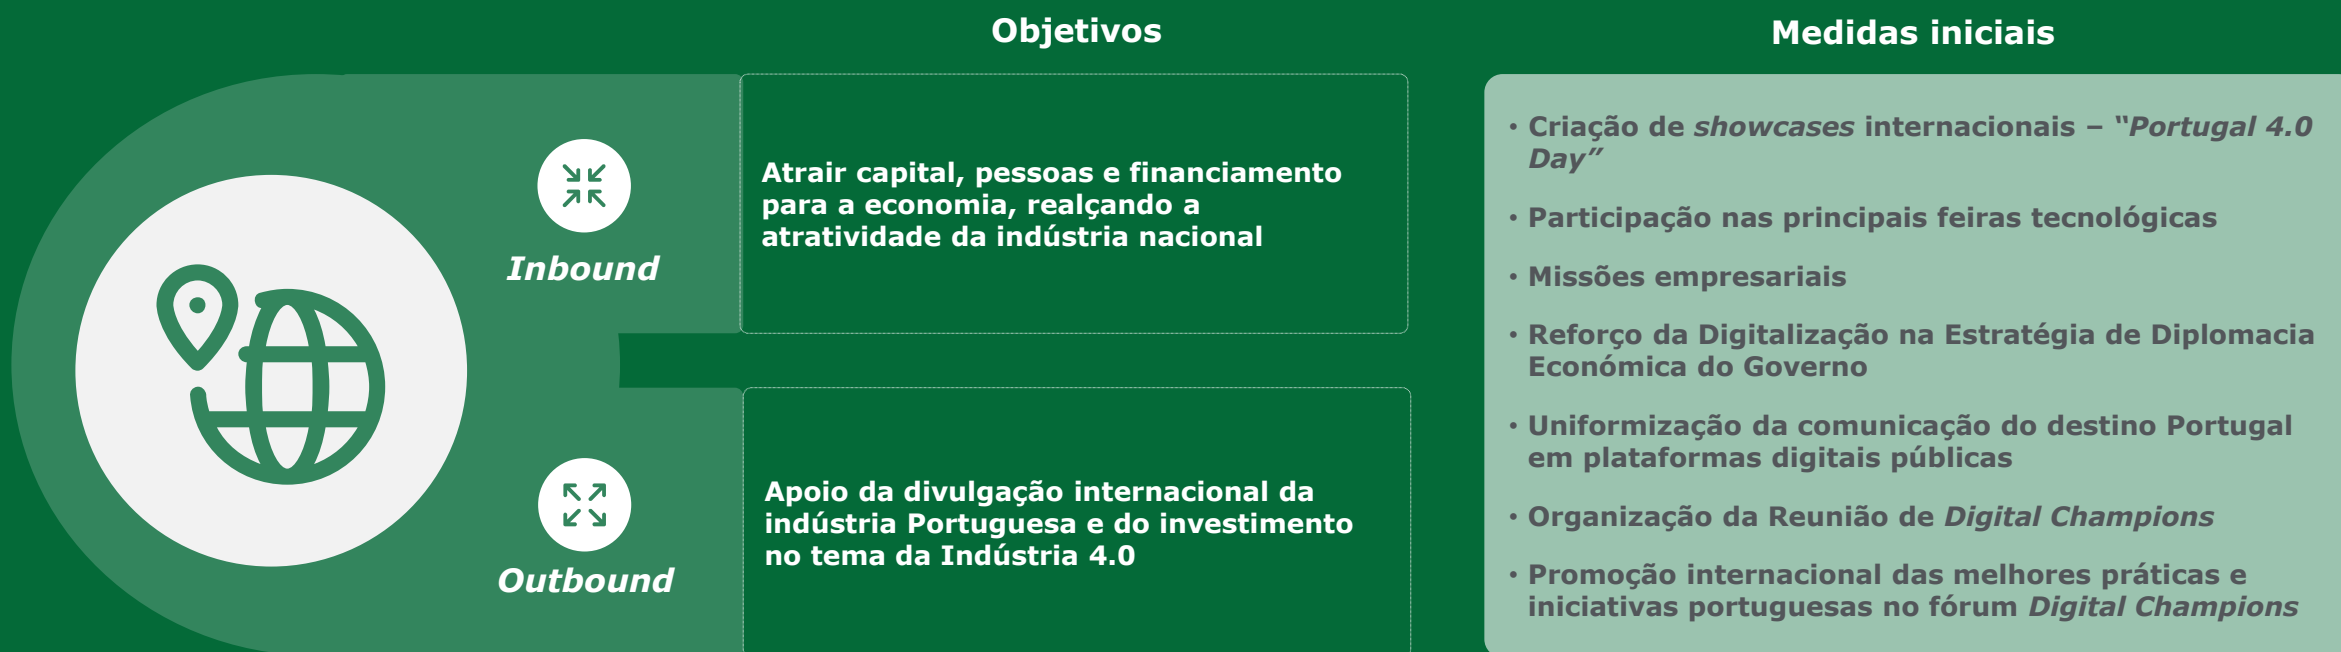 Objetivos
Inbound
Atrair capital, pessoas e financiamento
para a economia, realçando a
atratividade da indústria nacional
Outbound
Apoio da divulgação internacional da
indústria Portuguesa e do investimento
no tema da Indústria 4.0
Medidas iniciais
• Criação de showcases internacionais – “Portugal 4.0
Day”
• Participação nas principais feiras tecnológicas
• Missões empresariais
• Reforço da Digitalização na Estratégia de Diplomacia
Económica do Governo
• Uniformização da comunicação do destino Portugal
em plataformas digitais públicas
• Organização da Reunião de Digital Champions
• Promoção internacional das melhores práticas e
iniciativas portuguesas no fórum Digital Champions